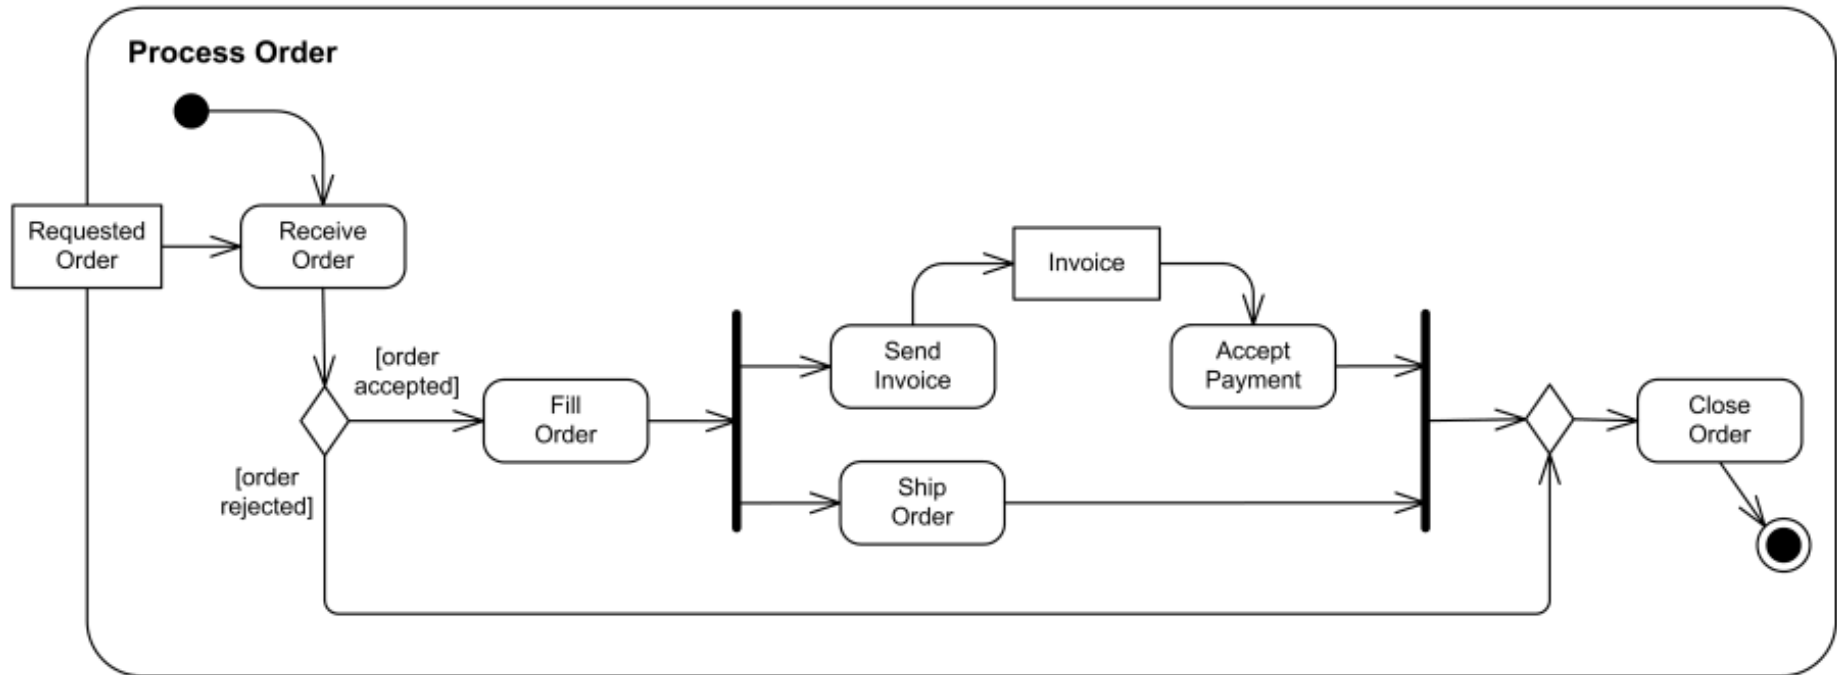 Process Order
Requested
Order
Receive
Order
[order
accepted]
[order
rejected]
Fill
Order
Send
Invoice
Invoice
Accept
Payment
Ship
Order
Close
Order